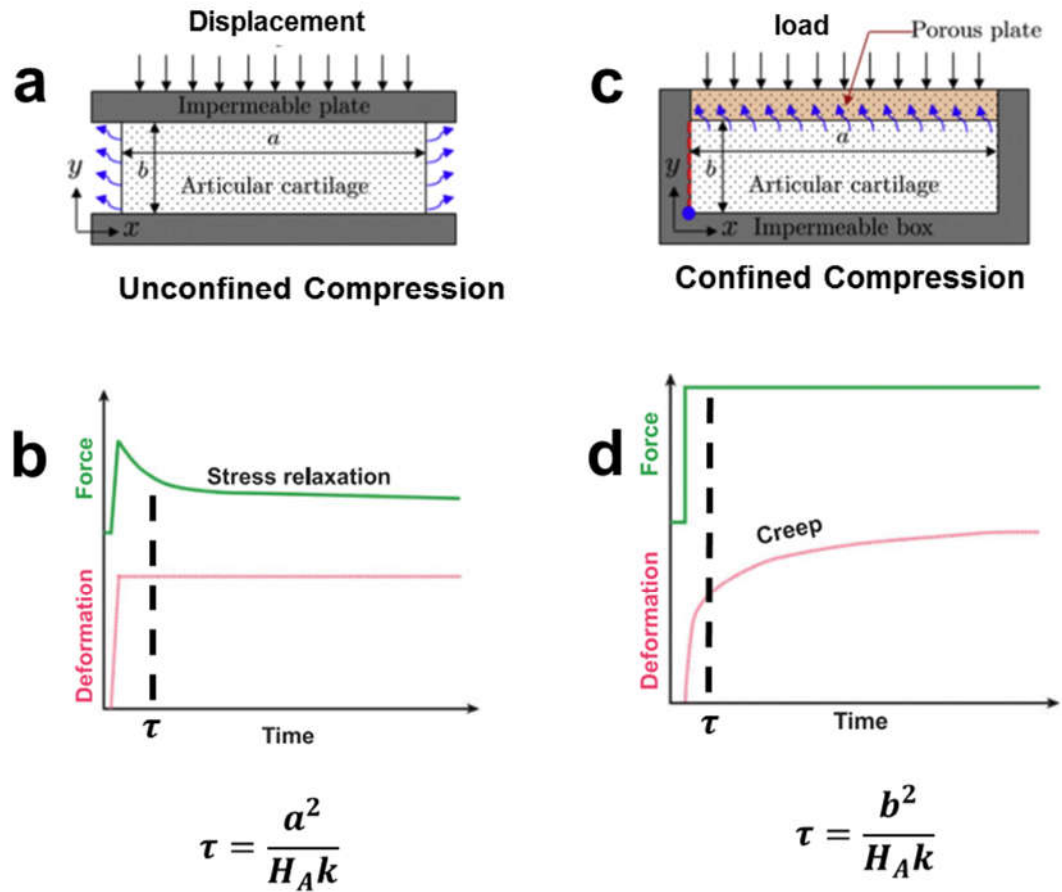 Displacement
a
Impermeable plate
a
b
Articular cartilage
y
x
Unconfined Compression
load
Porous plate
c
a
b
Articular cartilage
y
x
Impermeable box
Confined Compression
b
Force
Stress relaxation
Deformation
τ
Time
τ = a² / H_A k
d
Force
Creep
Deformation
τ
Time
τ = b² / H_A k